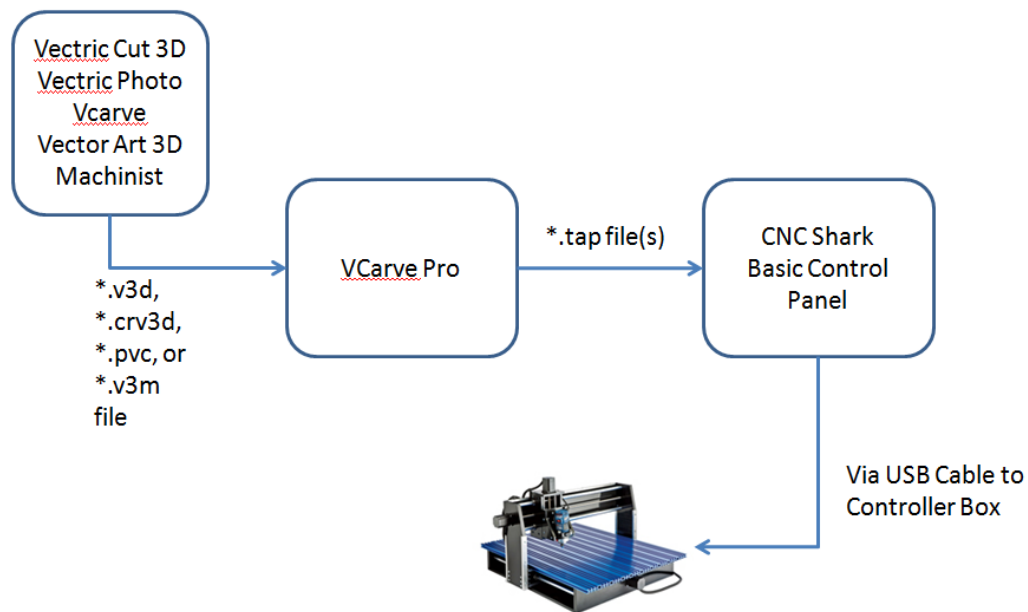 Vectric Cut 3D
Vectric Photo
Vcarve
Vector Art 3D
Machinist
*.v3d,
*.crv3d,
*.pvc, or
*.v3m
file
VCarve Pro
*.tap file(s)
CNC Shark
Basic Control
Panel
Via USB Cable to
Controller Box